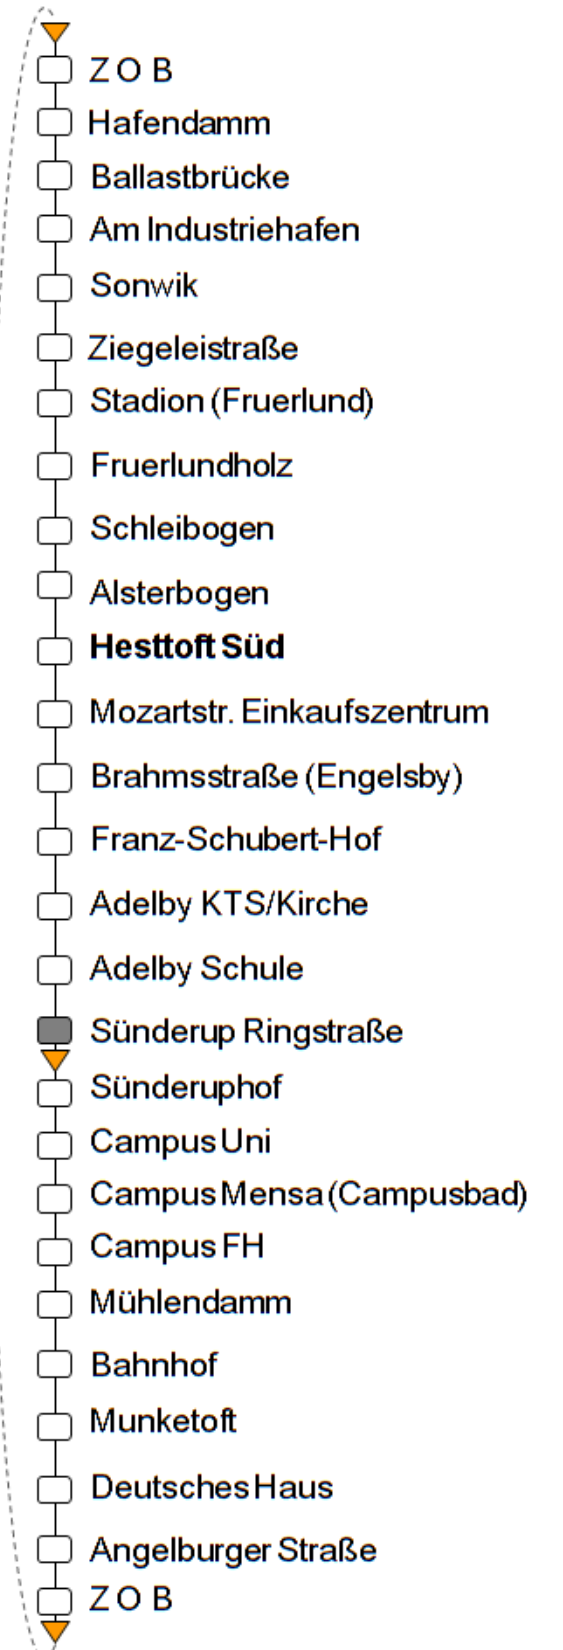 Z O B
Hafendamm
Ballastbrücke
Am Industriehafen
Sonwik
Ziegeleistraße
Stadion (Fruerlund)
Fruerlundholz
Schleibogen
Alsterbogen
Hesttoft Süd
Mozartstr. Einkaufszentrum
Brahmsstraße (Engelsby)
Franz-Schubert-Hof
Adelby KTS/Kirche
Adelby Schule
Sünderup Ringstraße
Sünderuphof
Campus Uni
Campus Mensa (Campusbad)
Campus FH
Mühlendamm
Bahnhof
Munketoft
Deutsches Haus
Angelburger Straße
Z O B